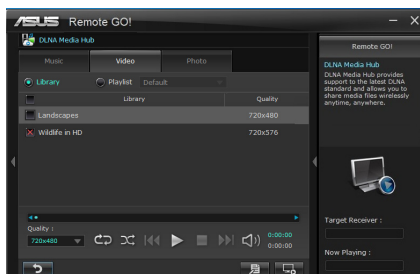 ASUS Remote GO!
DLNA Media Hub
Music Video Photo
Library Playlist Default
Library Quality
Landscapes 720x480
Wildlife in HD 720x576
Quality :
720x480
0:00:00
0:00:00
Remote GO!
DLNA Media Hub
DLNA Media Hub provides
support to the latest DLNA
standard and allows you to
share media files wirelessly
anytime, anywhere.
Target Receiver :
Now Playing :